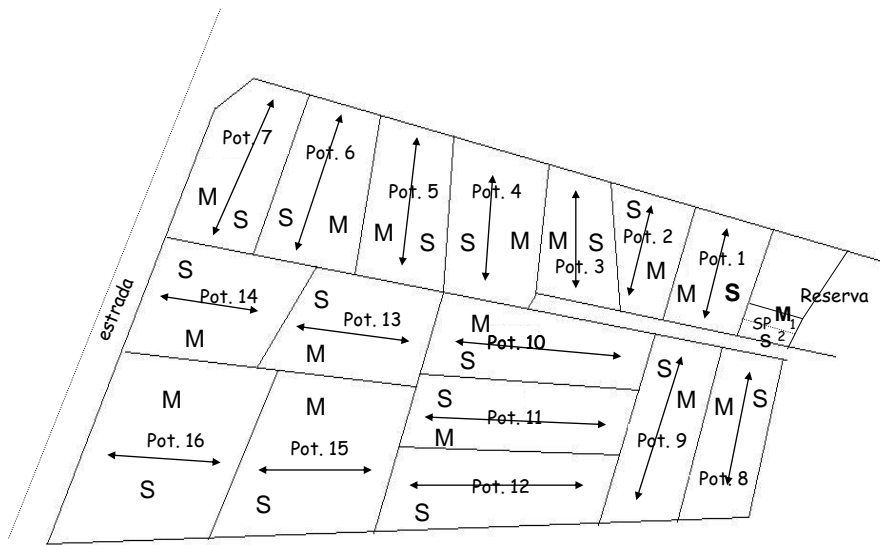 Pot. 7
M
S
Pot. 6
S
M
Pot. 5
M
S
Pot. 4
S
M
M
S
Pot. 3
S
Pot. 2
M
Pot. 1
M
S
Reserva
M 1
SP
S 2
estrada
S
Pot. 14
M
S
Pot. 13
M
M
Pot. 10
S
S
Pot. 11
M
Pot. 12
S
S
M
Pot. 9
M
S
Pot. 8
M
Pot. 16
S
M
Pot. 15
S